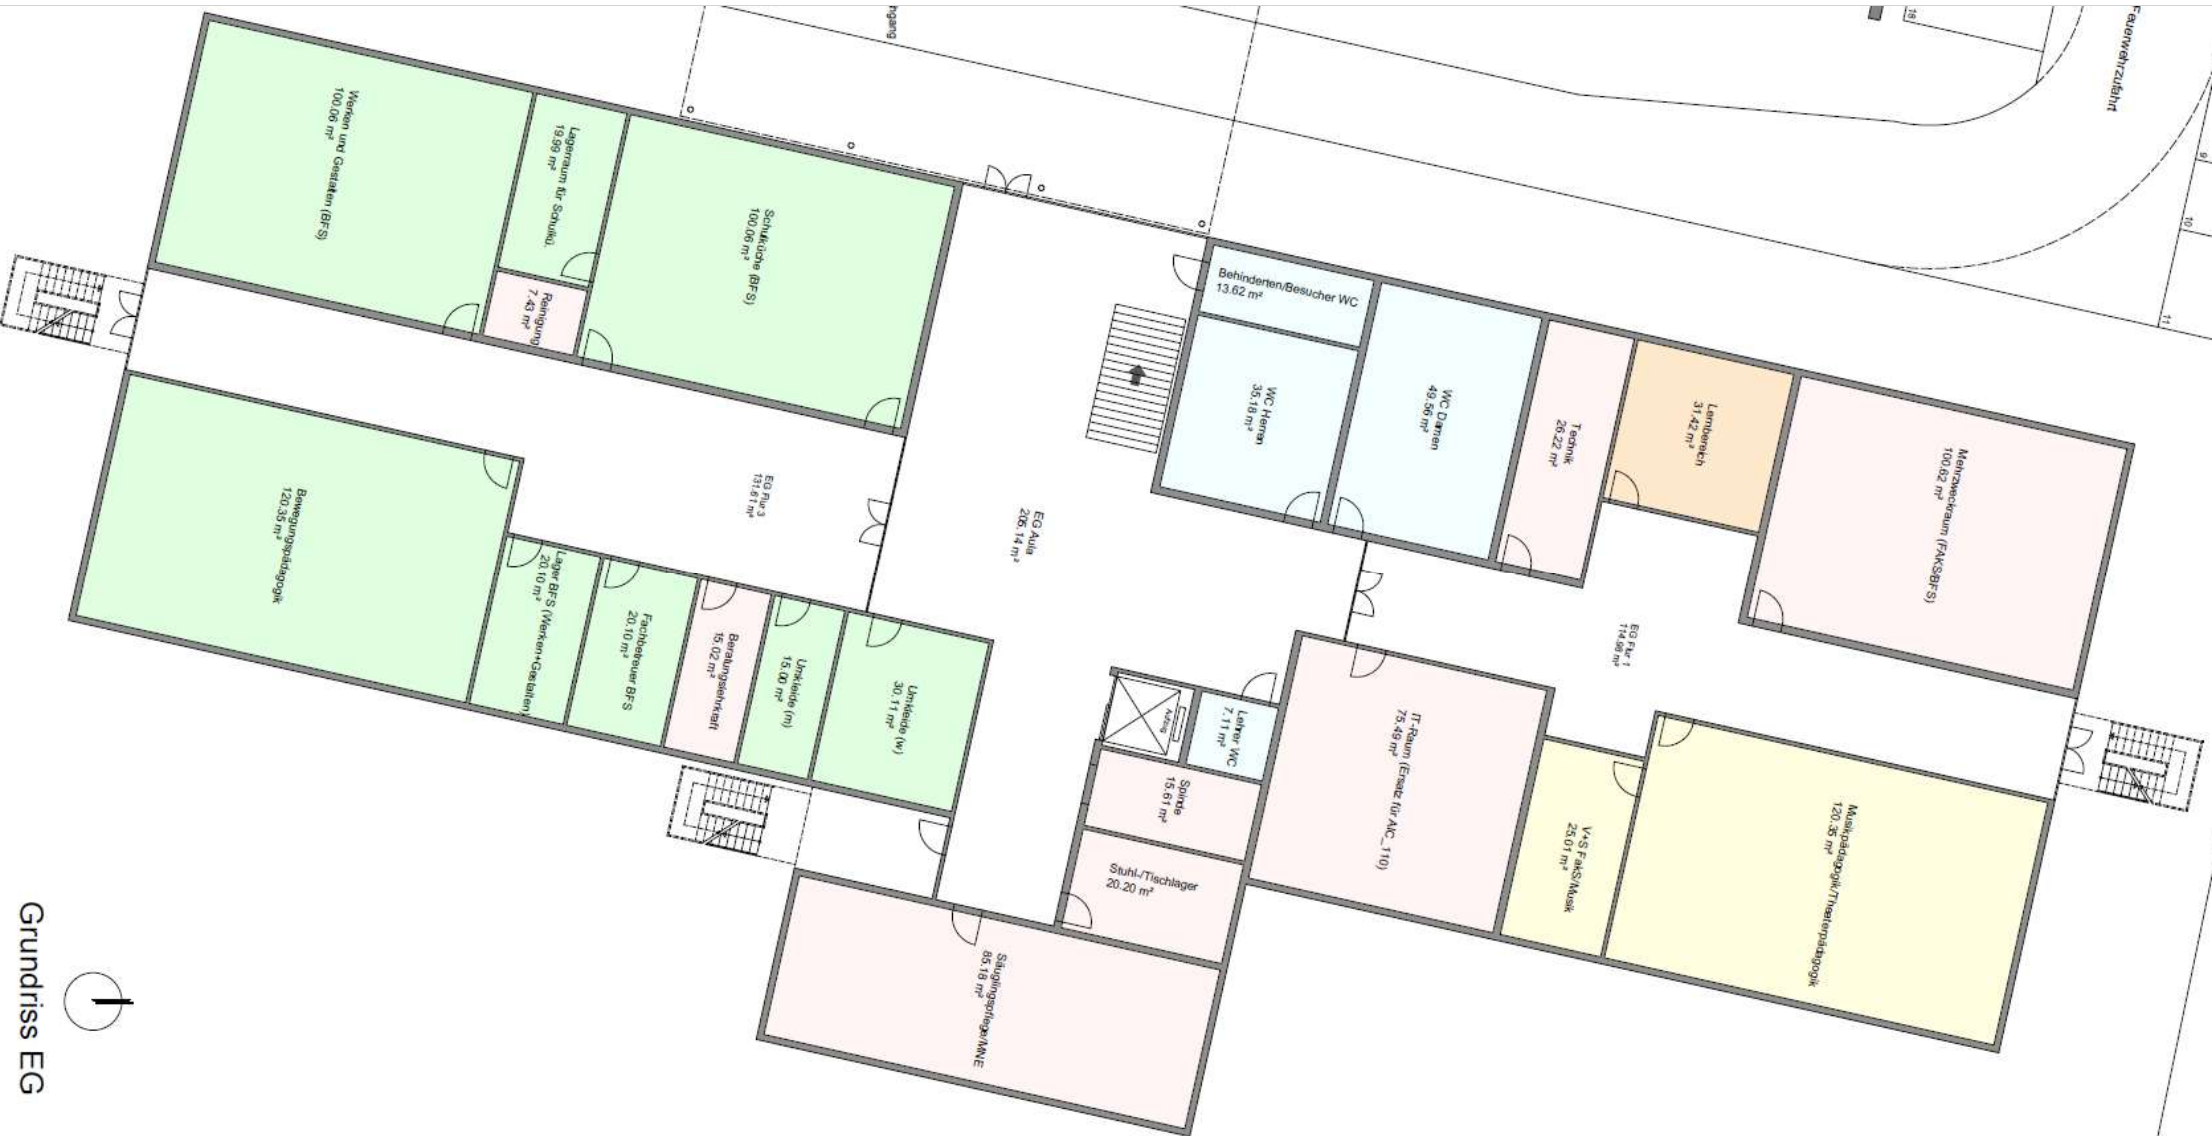 ngang
Feuerwehrzufahrt
18
9
10
11
Werken und Gestalten (BFS)
100.06 m²
Lagerraum für Schulkü.
19.99 m²
Reinigung
7.43 m²
Schulküche (BFS)
100.06 m²
Behinderten/Besucher WC
13.62 m²
WC Herren
35.18 m²
WC Damen
49.56 m²
Technik
26.22 m²
Lernbereich
31.42 m²
Mehrzweckraum (FAKS/BFS)
100.62 m²
EG Flur 3
131.61 m²
EG Aula
206.14 m²
EG Flur 1
114.98 m²
Bewegungspädagogik
120.35 m²
Lager BFS (Werken+Gestalten)
20.10 m²
Fachbetreuer BFS
20.10 m²
Beratungslehrkraft
15.02 m²
Umkleide (m)
15.00 m²
Umkleide (w)
30.11 m²
Aufzug
Lehrer WC
7.11 m²
Spinde
15.61 m²
Stuhl-/Tischlager
20.20 m²
IT-Raum (Ersatz für AIC_110)
75.49 m²
V+S FakS/Musik
25.01 m²
Musikpädagogik/Theaterpädagogik
120.35 m²
Säuglingspflege/MNE
85.18 m²
Grundriss EG